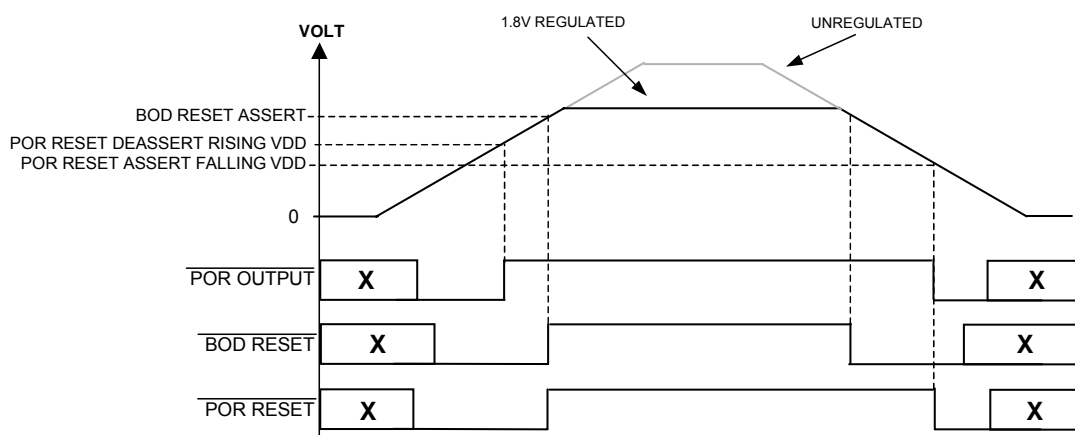 1.8V REGULATED
UNREGULATED
VOLT
BOD RESET ASSERT
POR RESET DEASSERT RISING VDD
POR RESET ASSERT FALLING VDD
0
POR OUTPUT
X
X
BOD RESET
X
X
POR RESET
X
X